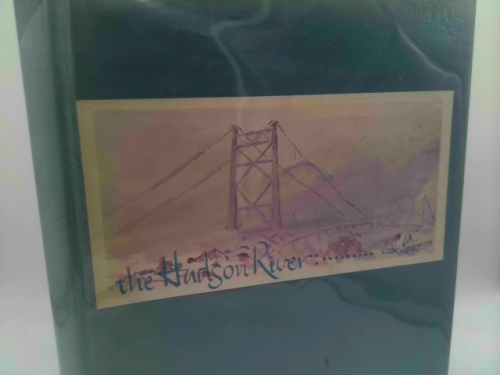 the Hudson River.........